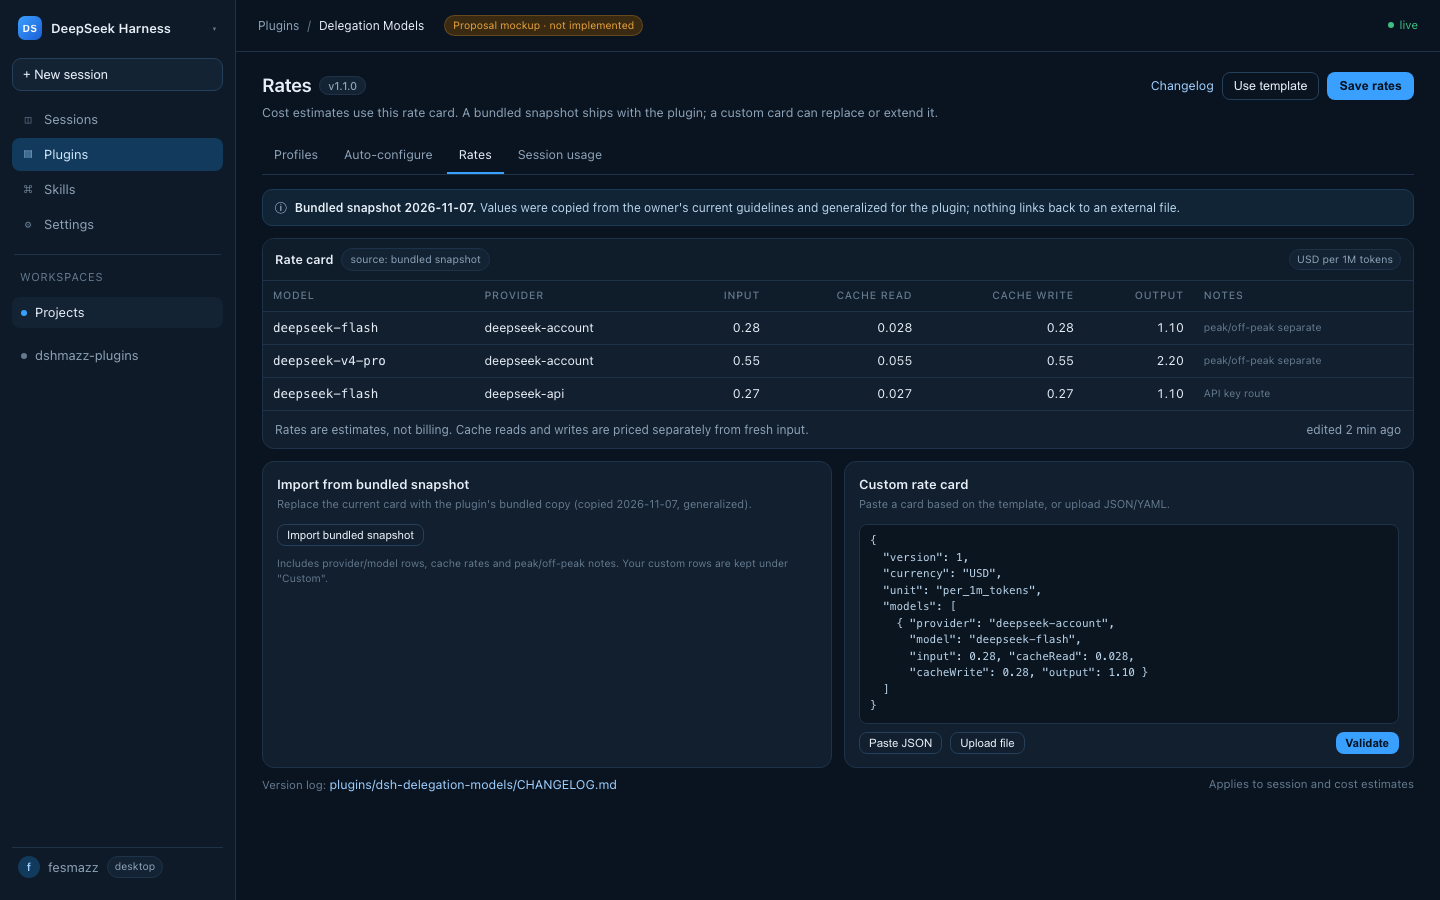 DS DeepSeek Harness
+ New session
Sessions
Plugins
Skills
Settings
WORKSPACES
Projects
dshmazz-plugins
f fesmazz desktop
Plugins / Delegation Models Proposal mockup · not implemented live
Rates v1.1.0 Changelog Use template Save rates
Cost estimates use this rate card. A bundled snapshot ships with the plugin; a custom card can replace or extend it.
Profiles Auto-configure Rates Session usage
Bundled snapshot 2026-11-07. Values were copied from the owner's current guidelines and generalized for the plugin; nothing links back to an external file.
Rate card source: bundled snapshot USD per 1M tokens
MODEL PROVIDER INPUT CACHE READ CACHE WRITE OUTPUT NOTES
deepseek-flash deepseek-account 0.28 0.028 0.28 1.10 peak/off-peak separate
deepseek-v4-pro deepseek-account 0.55 0.055 0.55 2.20 peak/off-peak separate
deepseek-flash deepseek-api 0.27 0.027 0.27 1.10 API key route
Rates are estimates, not billing. Cache reads and writes are priced separately from fresh input. edited 2 min ago
Import from bundled snapshot
Replace the current card with the plugin's bundled copy (copied 2026-11-07, generalized).
Import bundled snapshot
Includes provider/model rows, cache rates and peak/off-peak notes. Your custom rows are kept under
"Custom".
Custom rate card
Paste a card based on the template, or upload JSON/YAML.
{
"version": 1,
"currency": "USD",
"unit": "per_1m_tokens",
"models": [
{ "provider": "deepseek-account",
"model": "deepseek-flash",
"input": 0.28, "cacheRead": 0.028,
"cacheWrite": 0.28, "output": 1.10 }
]
}
Paste JSON Upload file Validate
Version log: plugins/dsh-delegation-models/CHANGELOG.md Applies to session and cost estimates